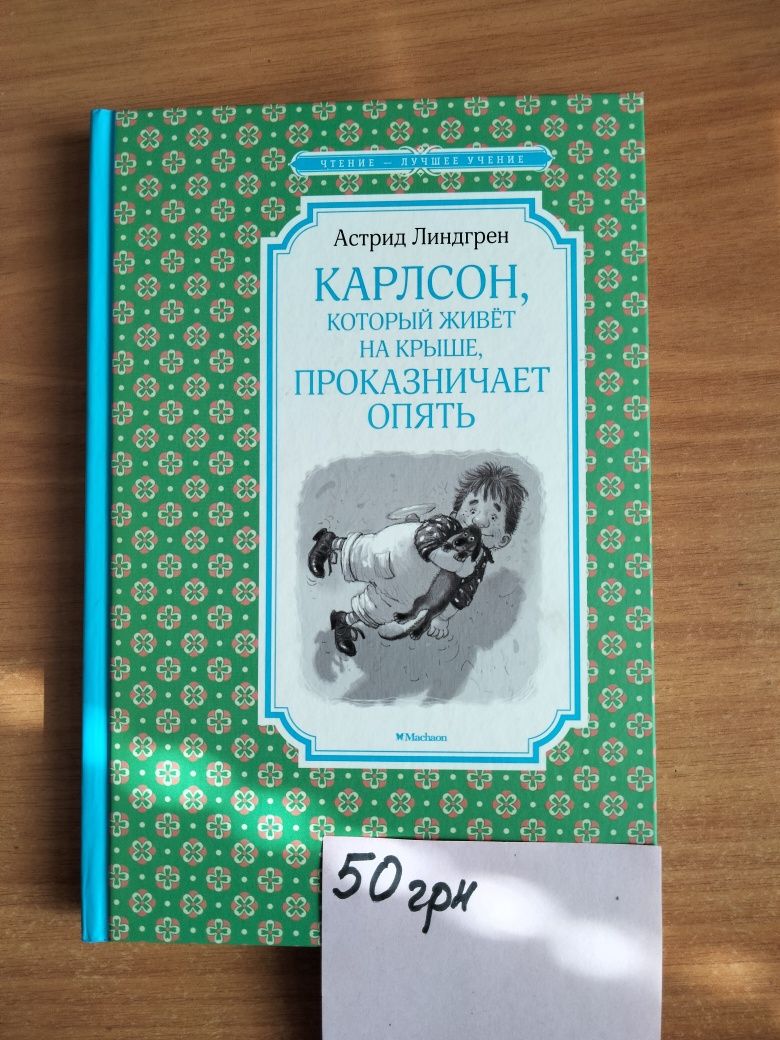 ЧТЕНИЕ — ЛУЧШЕЕ УЧЕНИЕ
Астрид Линдгрен
КАРЛСОН,
КОТОРЫЙ ЖИВЁТ
НА КРЫШЕ,
ПРОКАЗНИЧАЕТ
ОПЯТЬ
Machaon
50 грн